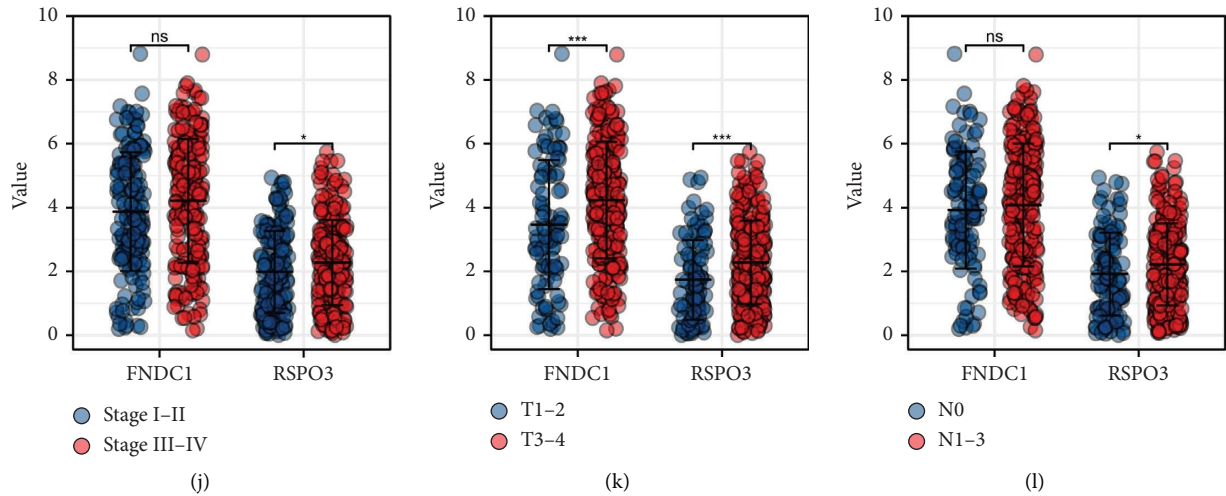 10
8
6
4
2
0
Value
ns
*
FNDC1 RSPO3
Stage I–II
Stage III–IV
(j)
10
8
6
4
2
0
Value
***
***
FNDC1 RSPO3
T1–2
T3–4
(k)
10
8
6
4
2
0
Value
ns
*
FNDC1 RSPO3
N0
N1–3
(l)